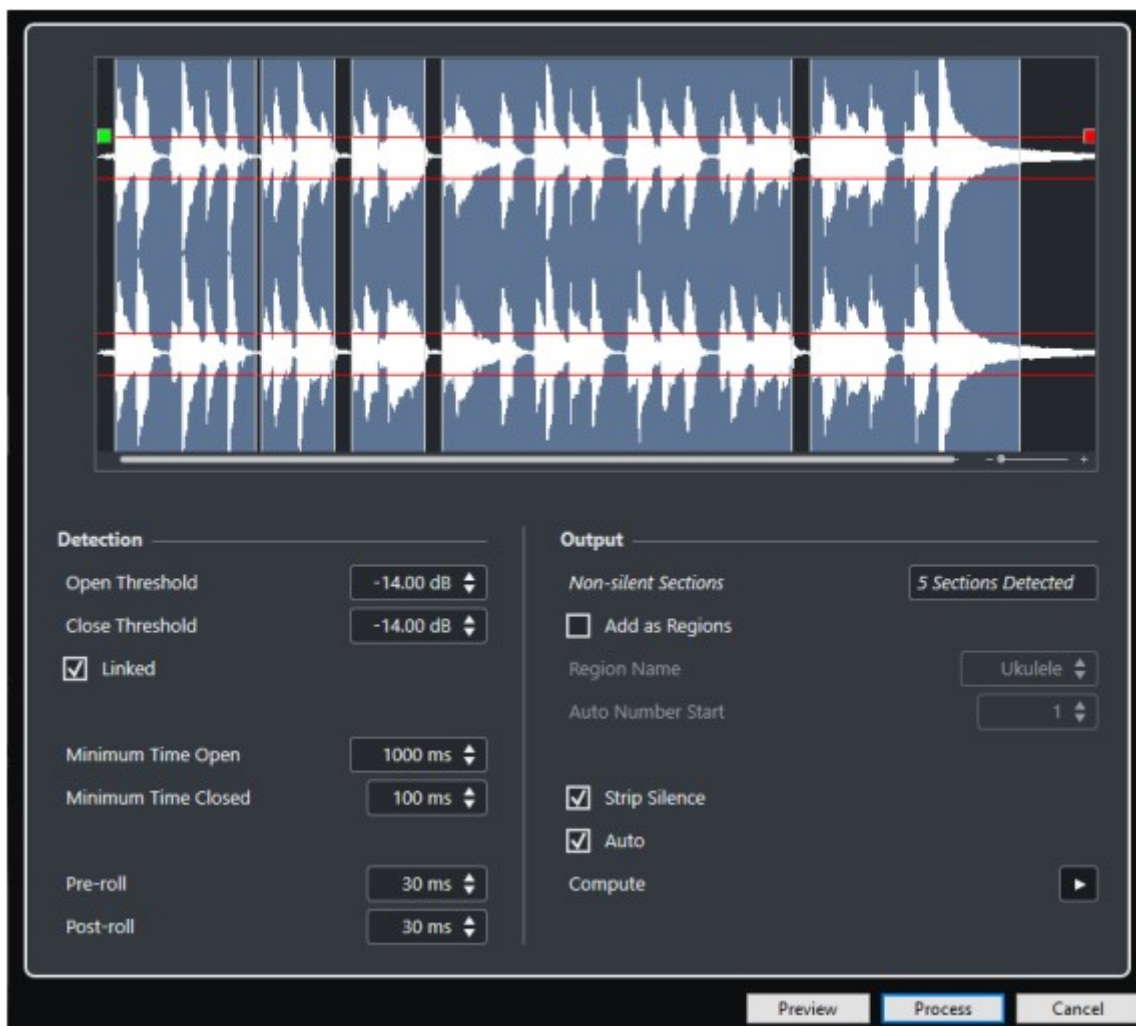 Detection
Open Threshold -14.00 dB
Close Threshold -14.00 dB
Linked
Minimum Time Open 1000 ms
Minimum Time Closed 100 ms
Pre-roll 30 ms
Post-roll 30 ms
Output
Non-silent Sections 5 Sections Detected
Add as Regions
Region Name Ukulele
Auto Number Start 1
Strip Silence
Auto
Compute
Preview Process Cancel